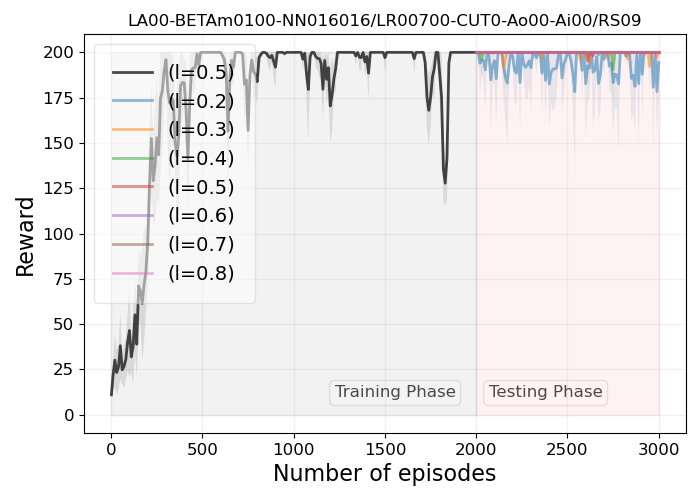 LA00-BETAm0100-NN016016/LR00700-CUT0-Ao00-Ai00/RS09
200
175
150
125
100
75
50
25
0
Reward
(l=0.5)
(l=0.2)
(l=0.3)
(l=0.4)
(l=0.5)
(l=0.6)
(l=0.7)
(l=0.8)
Training Phase
Testing Phase
0
500
1000
1500
2000
2500
3000
Number of episodes